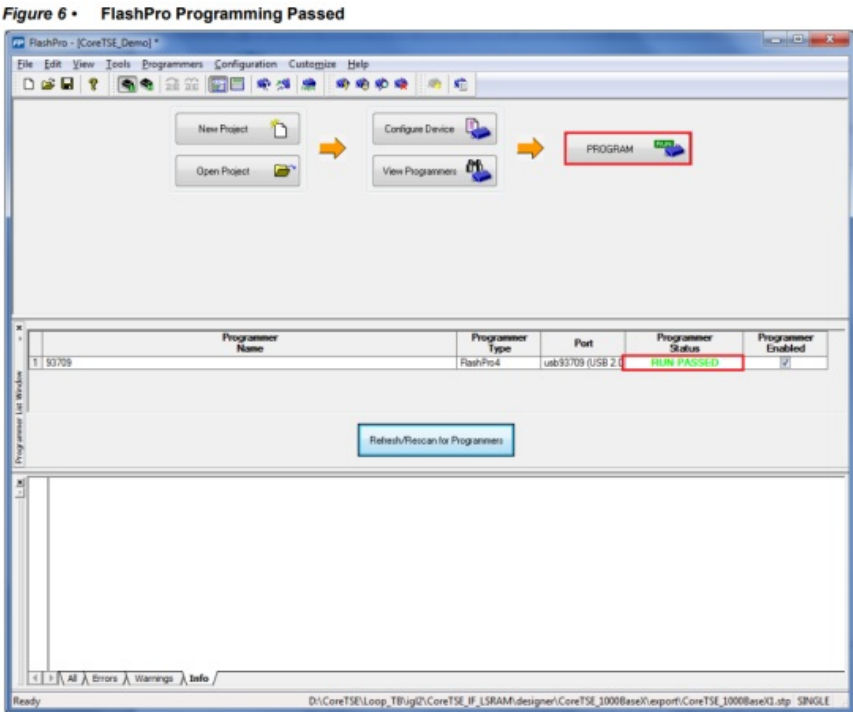 Figure 6 • FlashPro Programming Passed
FlashPro - [CoreTSE_Demo] *
File Edit View Tools Programmers Configuration Customize Help
New Project
Configure Device
PROGRAM
Open Project
View Programmers
Programmer Name Programmer Type Port Programmer Status Programmer Enabled
1 93709 FlashPro4 usb93709 (USB 2.0 RUN PASSED
Programmer List Window
Refresh/Rescan for Programmers
All Errors Warnings Info
Ready D:\CoreTSE\Loop_TB\igl2\CoreTSE_IF_LSRAM\designer\CoreTSE_1000BaseX\export\CoreTSE_1000BaseX1.stp SINGLE